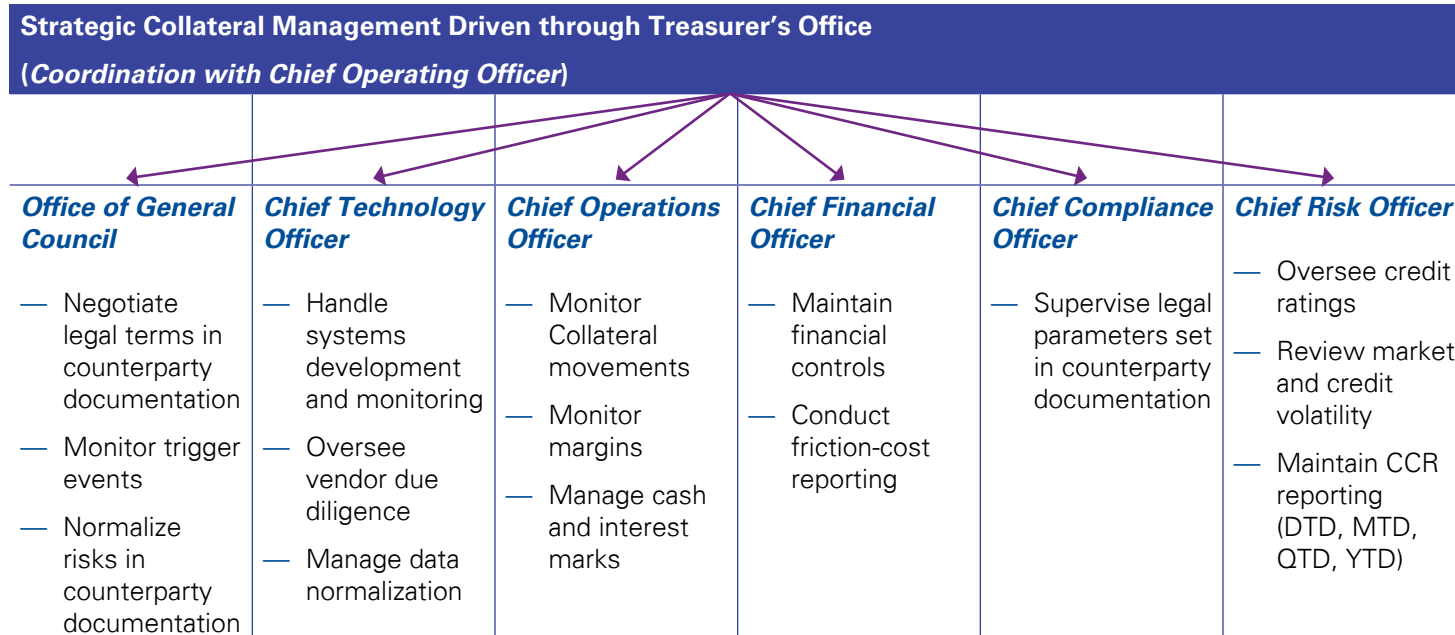 Strategic Collateral Management Driven through Treasurer’s Office
(Coordination with Chief Operating Officer)
Office of General
Council
— Negotiate
legal terms in
counterparty
documentation
— Monitor trigger
events
— Normalize
risks in
counterparty
documentation
Chief Technology
Officer
— Handle
systems
development
and monitoring
— Oversee
vendor due
diligence
— Manage data
normalization
Chief Operations
Officer
— Monitor
Collateral
movements
— Monitor
margins
— Manage cash
and interest
marks
Chief Financial
Officer
— Maintain
financial
controls
— Conduct
friction-cost
reporting
Chief Compliance
Officer
— Supervise legal
parameters set
in counterparty
documentation
Chief Risk Officer
— Oversee credit
ratings
— Review market
and credit
volatility
— Maintain CCR
reporting
(DTD, MTD,
QTD, YTD)